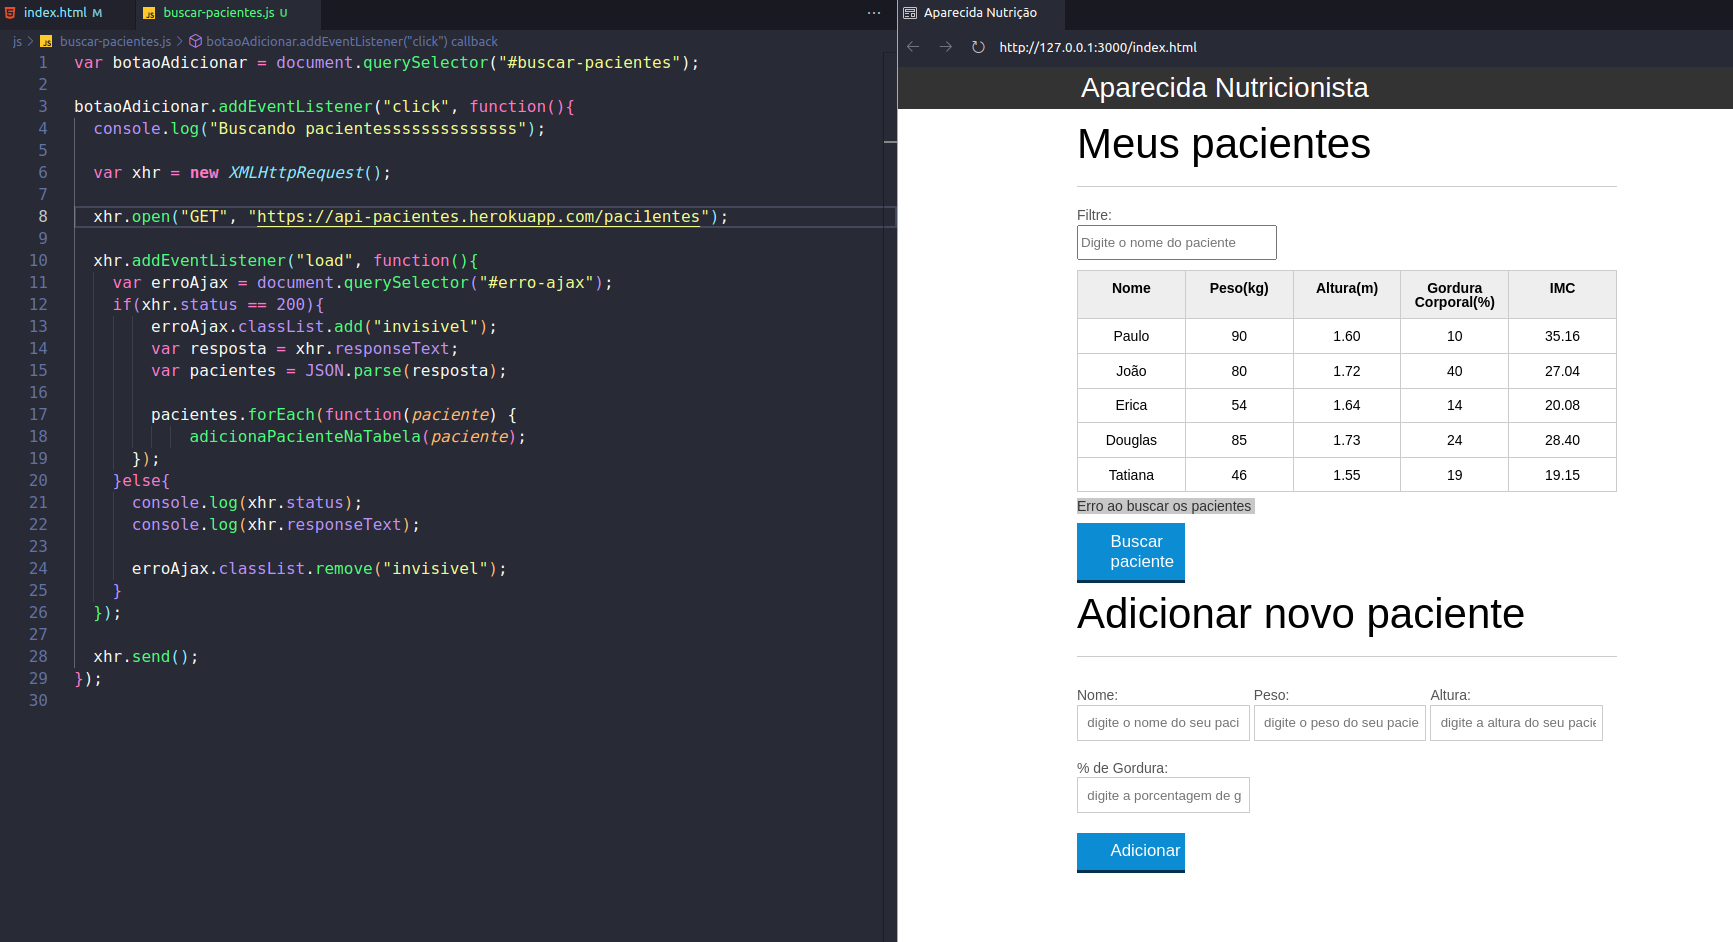 index.html M
buscar-pacientes.js U
js > buscar-pacientes.js > botaoAdicionar.addEventListener("click") callback
1 var botaoAdicionar = document.querySelector("#buscar-pacientes");
2
3 botaoAdicionar.addEventListener("click", function(){
4 console.log("Buscando pacientesssssssssssssss");
5
6 var xhr = new XMLHttpRequest();
7
8 xhr.open("GET", "https://api-pacientes.herokuapp.com/paci1entes");
9
10 xhr.addEventListener("load", function(){
11 var erroAjax = document.querySelector("#erro-ajax");
12 if(xhr.status == 200){
13 erroAjax.classList.add("invisivel");
14 var resposta = xhr.responseText;
15 var pacientes = JSON.parse(resposta);
16
17 pacientes.forEach(function(paciente) {
18 adicionaPacienteNaTabela(paciente);
19 });
20 }else{
21 console.log(xhr.status);
22 console.log(xhr.responseText);
23
24 erroAjax.classList.remove("invisivel");
25 }
26 });
27
28 xhr.send();
29 });
30
Aparecida Nutrição
http://127.0.0.1:3000/index.html
Aparecida Nutricionista
Meus pacientes
Filtre:
Digite o nome do paciente
Nome Peso(kg) Altura(m) Gordura Corporal(%) IMC
Paulo 90 1.60 10 35.16
João 80 1.72 40 27.04
Erica 54 1.64 14 20.08
Douglas 85 1.73 24 28.40
Tatiana 46 1.55 19 19.15
Erro ao buscar os pacientes
Buscar
paciente
Adicionar novo paciente
Nome: Peso: Altura:
digite o nome do seu paci digite o peso do seu pacie digite a altura do seu pacie
% de Gordura:
digite a porcentagem de g
Adicionar